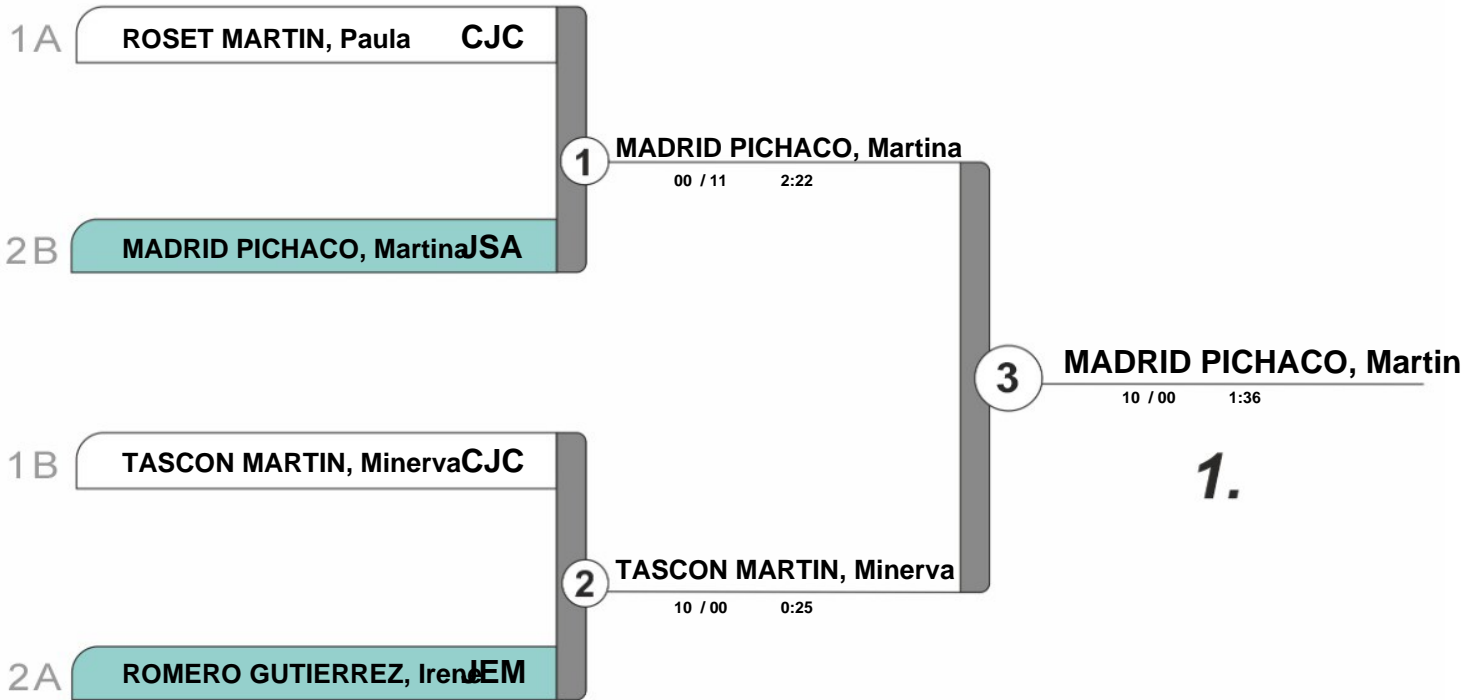 1A ROSET MARTIN, Paula CJC
1 MADRID PICHACO, Martina
00 / 11 2:22
2B MADRID PICHACO, Martina JSA
3 MADRID PICHACO, Martin
10 / 00 1:36
1B TASCON MARTIN, Minerva CJC
1.
2 TASCON MARTIN, Minerva
10 / 00 0:25
2A ROMERO GUTIERREZ, Irene JEM